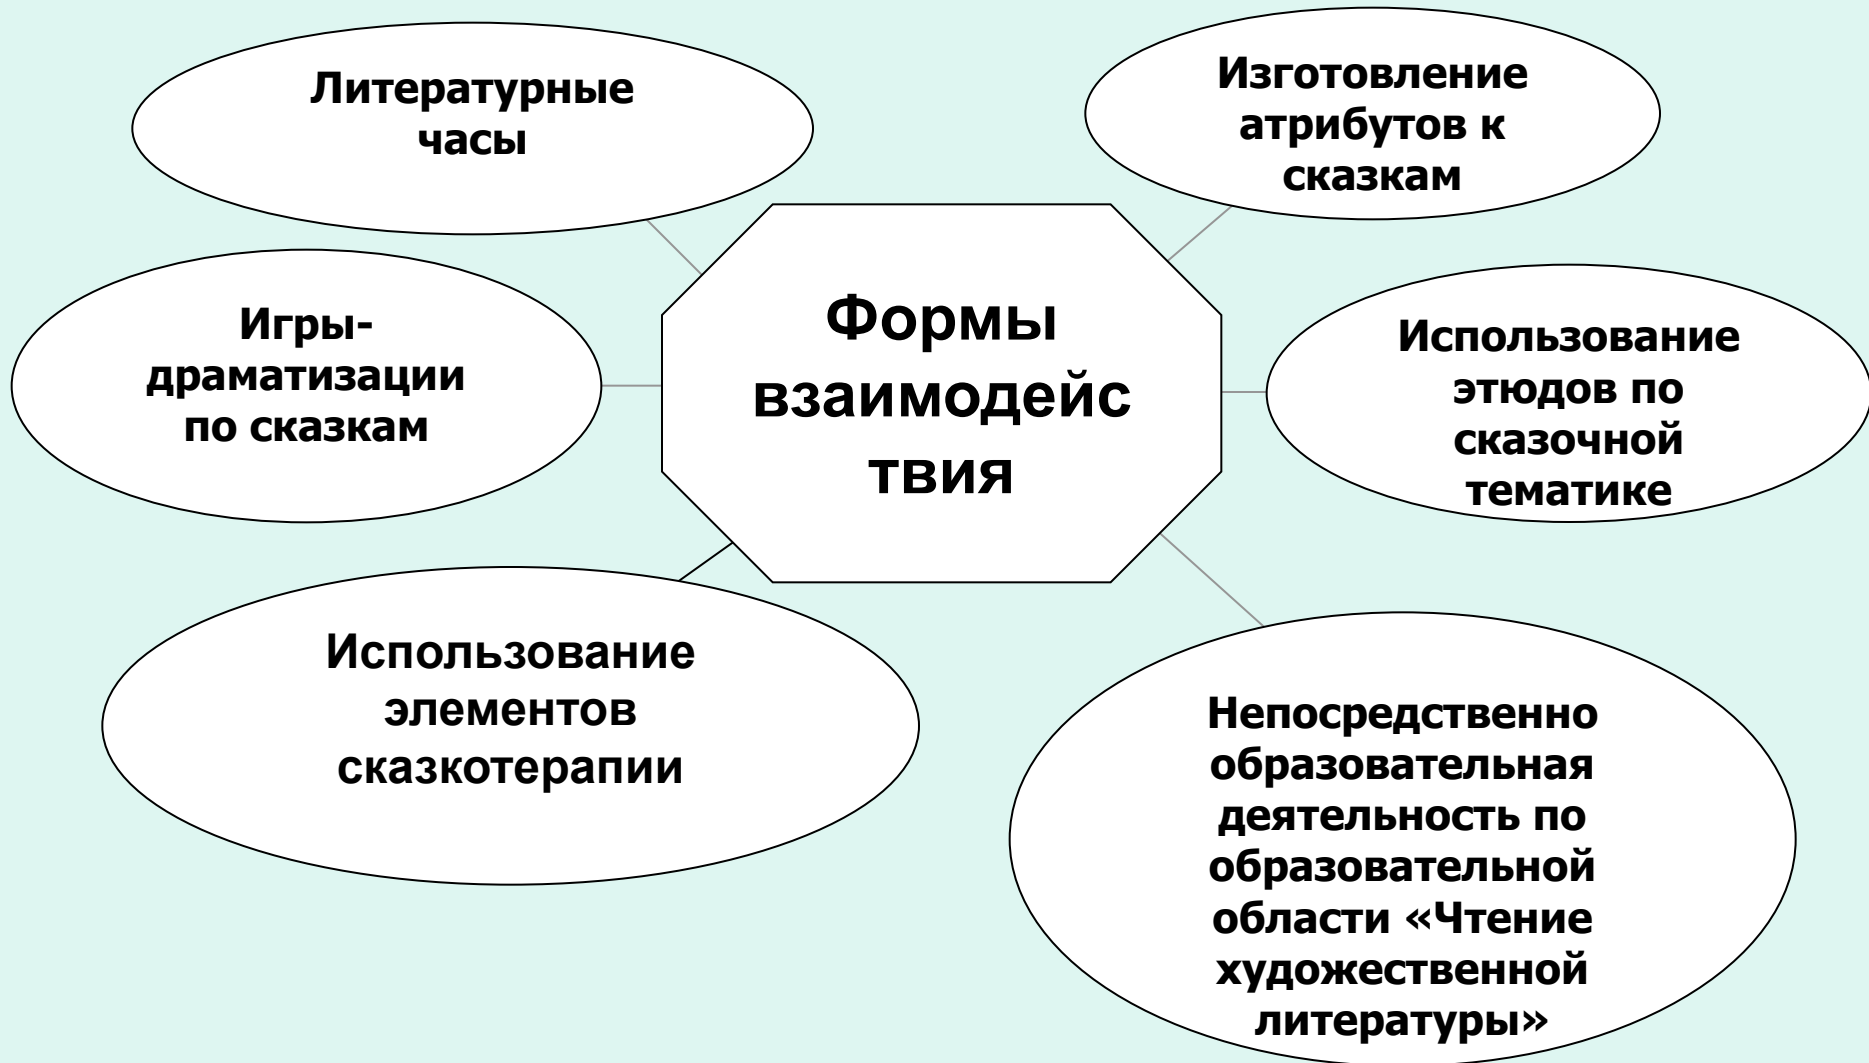 Литературные
часы
Изготовление
атрибутов к
сказкам
Игры-
драматизации
по сказкам
Формы
взаимодейс
твия
Использование
этюдов по
сказочной
тематике
Использование
элементов
сказкотерапии
Непосредственно
образовательная
деятельность по
образовательной
области «Чтение
художественной
литературы»